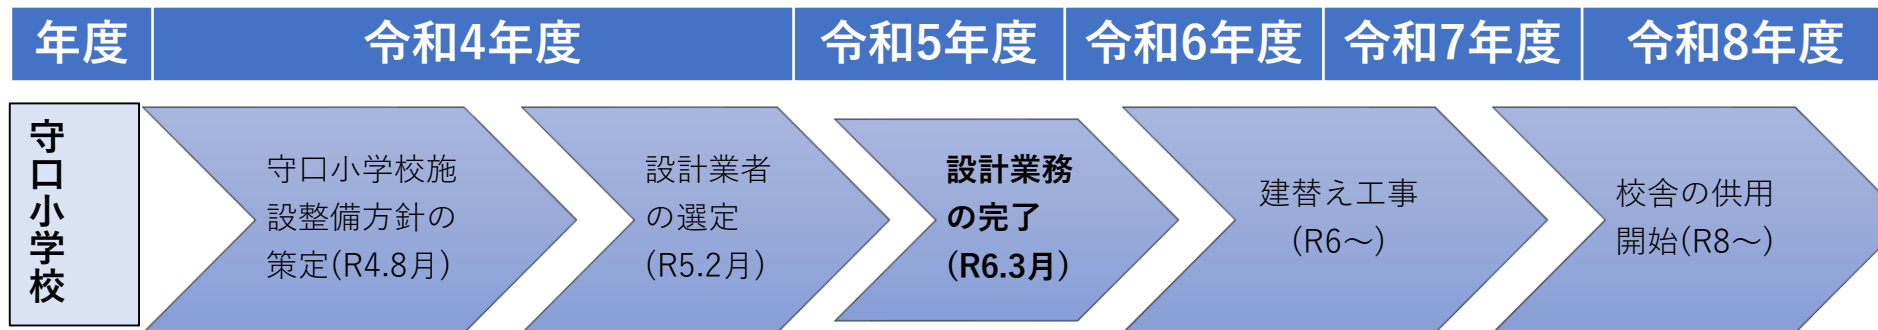 年度
令和4年度
令和5年度
令和6年度
令和7年度
令和8年度
守口小学校
守口小学校施
設整備方針の
策定(R4.8月)
設計業者
の選定
(R5.2月)
設計業務
の完了
(R6.3月)
建替え工事
(R6～)
校舎の供用
開始(R8～)